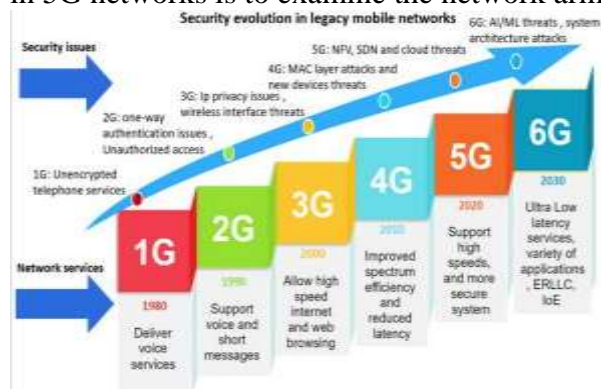 in 5G networks is to examine the network
Security evolution in legacy mobile networks
6G: AI/ML threats , system
architecture attacks
Security issues
5G: NFV, SDN and cloud threats
4G: MAC layer attacks and
new devices threats
3G: Ip privacy issues ,
wireless interface threats
2G: one-way
authentication issues ,
Unauthorized access
1G: Unencrypted
telephone services
Network services
1G
1980
Deliver
voice
services
2G
1990
Support
voice and
short
messages
3G
2000
Allow high
speed
internet
and web
browsing
4G
2010
Improved
spectrum
efficiency
and
reduced
latency
5G
2020
Support
high
speeds,
and more
secure
system
6G
2030
Ultra Low
latency
services,
variety of
applications
, ERLLC,
IoE